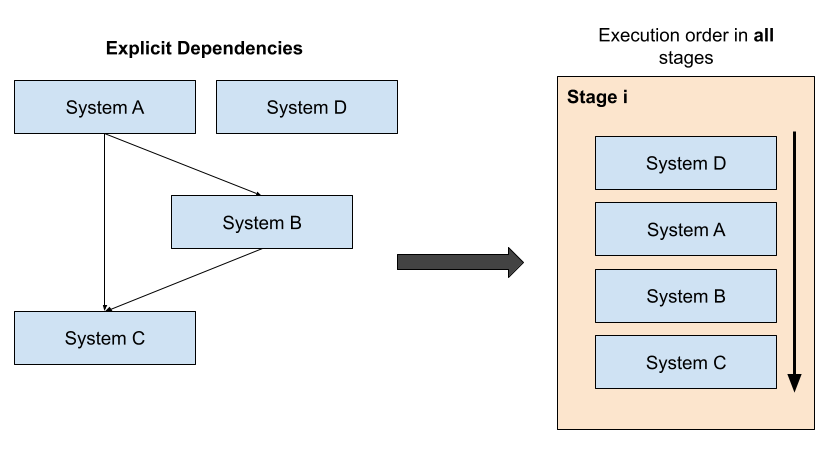 Explicit Dependencies
System A
System D
System B
System C
Execution order in all
stages
Stage i
System D
System A
System B
System C